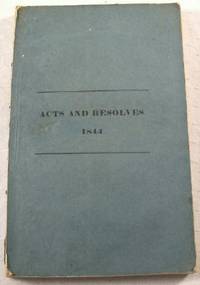 ACTS AND RESOLVES
1844